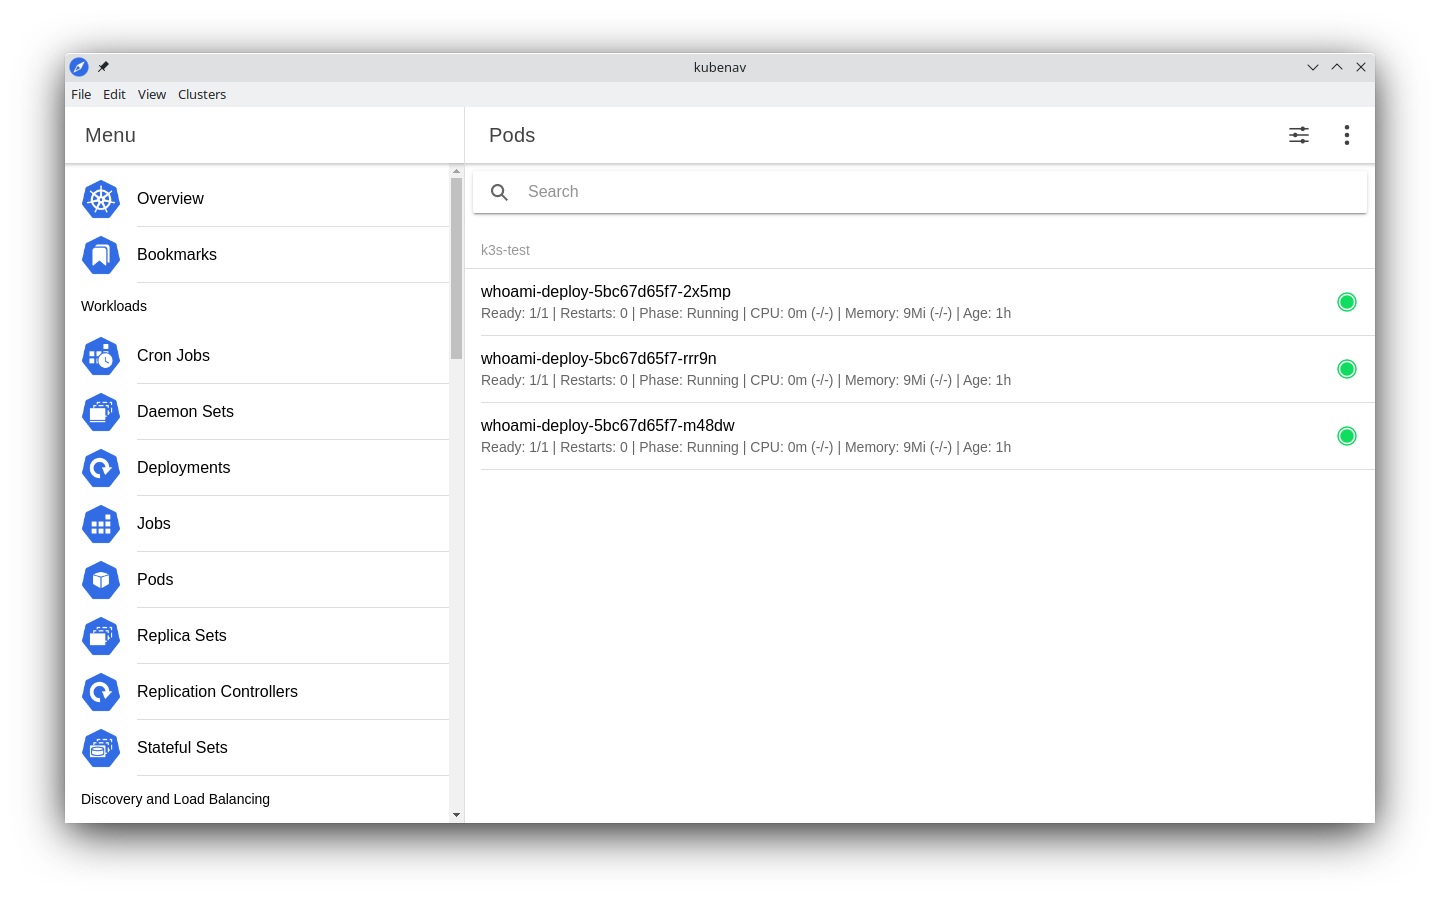 kubenav
File Edit View Clusters
Menu
Overview
Bookmarks
Workloads
Cron Jobs
Daemon Sets
Deployments
Jobs
Pods
Replica Sets
Replication Controllers
Stateful Sets
Discovery and Load Balancing
Pods
Search
k3s-test
whoami-deploy-5bc67d65f7-2x5mp
Ready: 1/1 | Restarts: 0 | Phase: Running | CPU: 0m (-/-) | Memory: 9Mi (-/-) | Age: 1h
whoami-deploy-5bc67d65f7-rrr9n
Ready: 1/1 | Restarts: 0 | Phase: Running | CPU: 0m (-/-) | Memory: 9Mi (-/-) | Age: 1h
whoami-deploy-5bc67d65f7-m48dw
Ready: 1/1 | Restarts: 0 | Phase: Running | CPU: 0m (-/-) | Memory: 9Mi (-/-) | Age: 1h